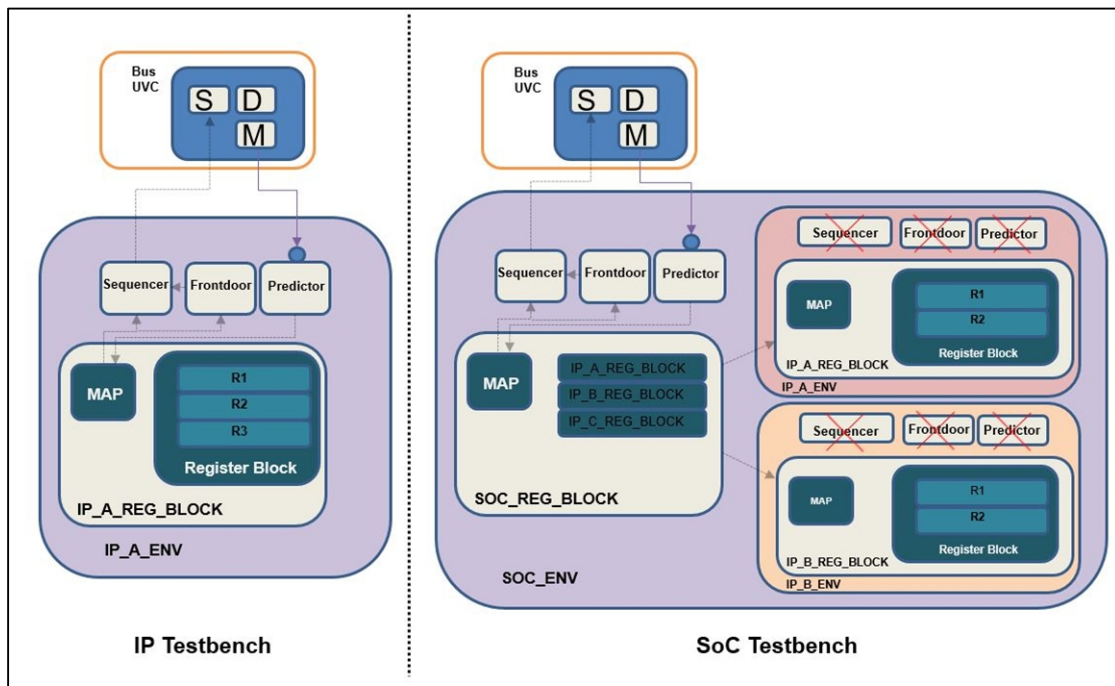 Bus
UVC
S
D
M
Sequencer
Frontdoor
Predictor
MAP
R1
R2
R3
Register Block
IP_A_REG_BLOCK
IP_A_ENV
IP Testbench
Bus
UVC
S
D
M
Sequencer
Frontdoor
Predictor
MAP
IP_A_REG_BLOCK
IP_B_REG_BLOCK
IP_C_REG_BLOCK
SOC_REG_BLOCK
SOC_ENV
Sequencer
Frontdoor
Predictor
MAP
R1
R2
Register Block
IP_A_REG_BLOCK
IP_A_ENV
Sequencer
Frontdoor
Predictor
MAP
R1
R2
Register Block
IP_B_REG_BLOCK
IP_B_ENV
SoC Testbench